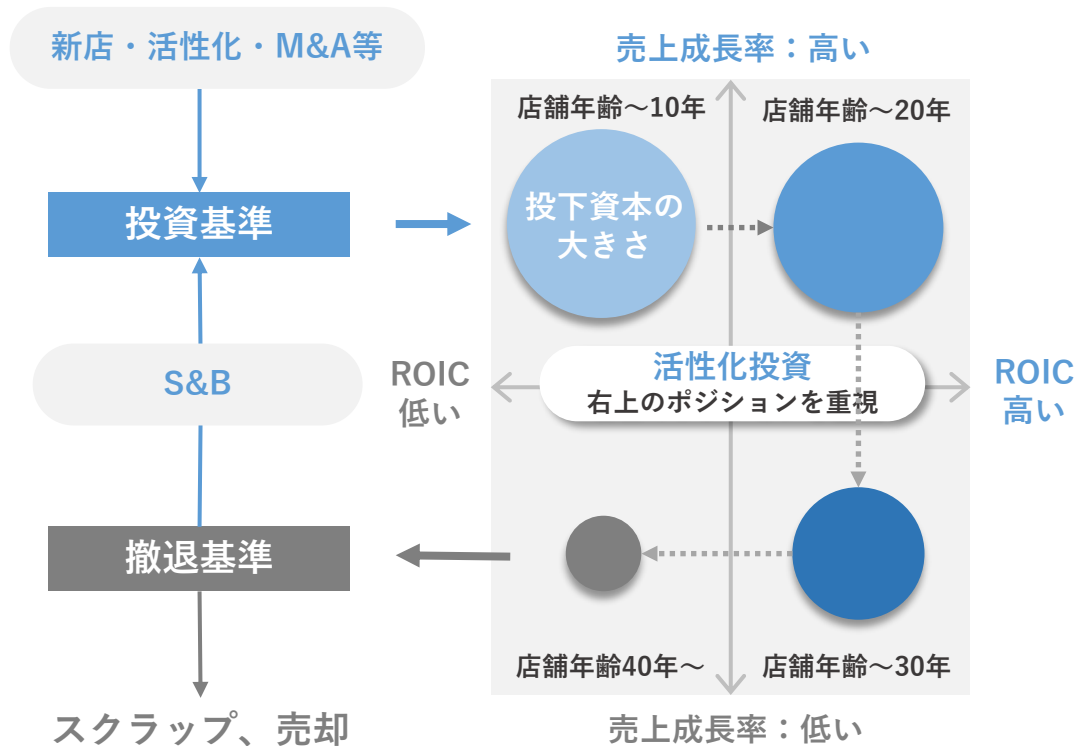 新店・活性化・M&A等
投資基準
S&B
撤退基準
スクラップ、売却
売上成長率：高い
店舗年齢～10年
店舗年齢～20年
投下資本の
大きさ
ROIC
低い
活性化投資
右上のポジションを重視
ROIC
高い
店舗年齢40年～
店舗年齢～30年
売上成長率：低い